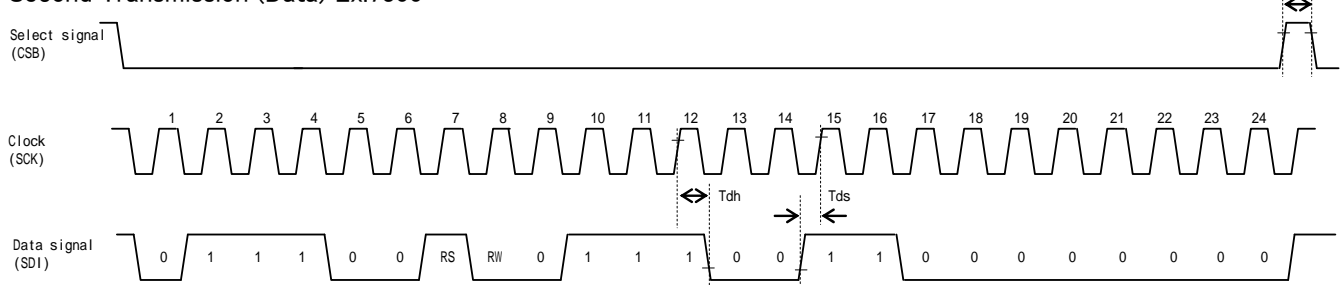 Second Transmission (Data) Ex.7300
Select signal
(CSB)
1 2 3 4 5 6 7 8 9 10 11 12 13 14 15 16 17 18 19 20 21 22 23 24
Clock
(SCK)
Tdh Tds
Data signal
(SDI)
0 1 1 1 0 0 RS RW 0 1 1 1 0 0 1 1 0 0 0 0 0 0 0 0